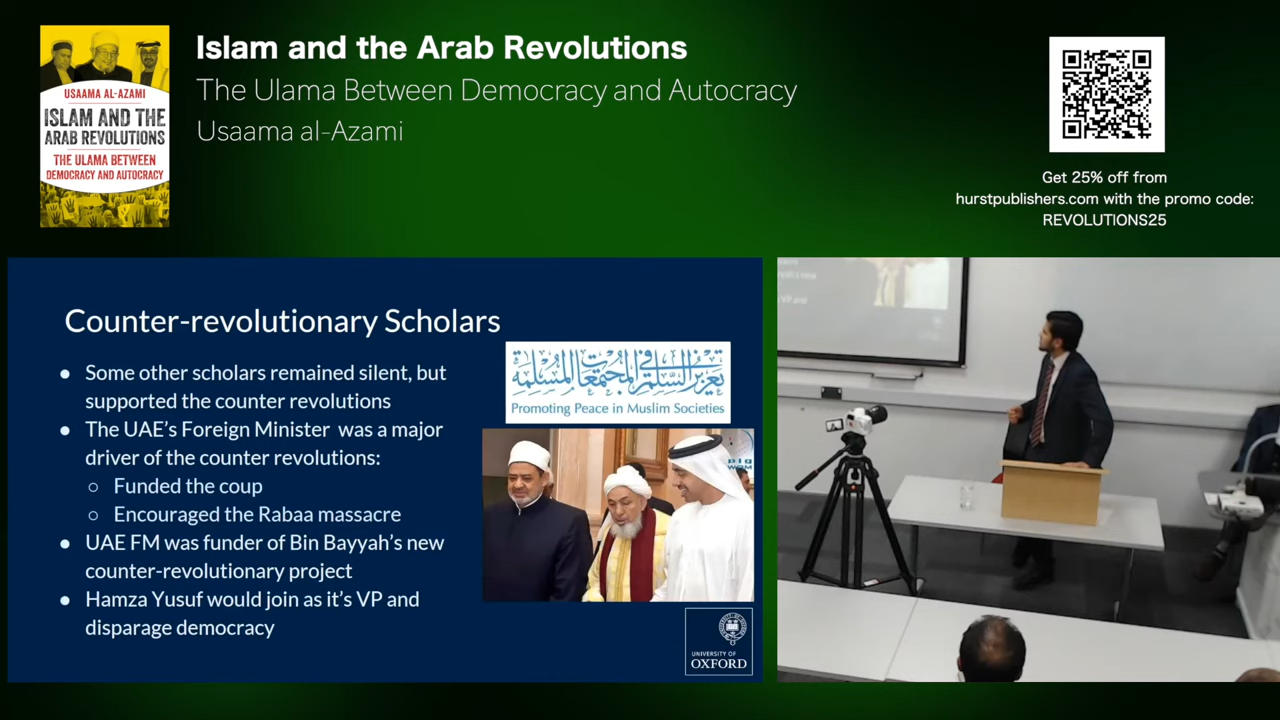 Islam and the Arab Revolutions
The Ulama Between Democracy and Autocracy
Usaama al-Azami
USAAMA AL-AZAMI
ISLAM AND THE
ARAB REVOLUTIONS
THE ULAMA BETWEEN
DEMOCRACY AND AUTOCRACY
Get 25% off from
hurstpublishers.com with the promo code:
REVOLUTIONS25
Counter-revolutionary Scholars
• Some other scholars remained silent, but
supported the counter revolutions
• The UAE's Foreign Minister was a major
driver of the counter revolutions:
○ Funded the coup
○ Encouraged the Rabaa massacre
• UAE FM was funder of Bin Bayyah's new
counter-revolutionary project
• Hamza Yusuf would join as it's VP and
disparage democracy
تعزيز السلم في المجتمعات المسلمة
Promoting Peace in Muslim Societies
UNIVERSITY OF
OXFORD